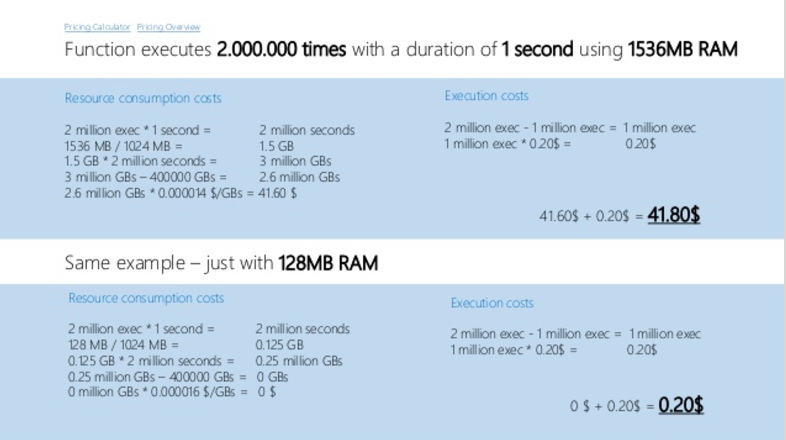 Pricing Calculator Pricing Overview
Function executes 2.000.000 times with a duration of 1 second using 1536MB RAM
Resource consumption costs
2 million exec * 1 second = 2 million seconds
1536 MB / 1024 MB = 1.5 GB
1.5 GB * 2 million seconds = 3 million GBs
3 million GBs – 400000 GBs = 2.6 million GBs
2.6 million GBs * 0.000014 $/GBs = 41.60 $
Execution costs
2 million exec - 1 million exec = 1 million exec
1 million exec * 0.20$ = 0.20$
41.60$ + 0.20$ = 41.80$
Same example – just with 128MB RAM
Resource consumption costs
2 million exec * 1 second = 2 million seconds
128 MB / 1024 MB = 0.125 GB
0.125 GB * 2 million seconds = 0.25 million GBs
0.25 million GBs – 400000 GBs = 0 GBs
0 million GBs * 0.000016 $/GBs = 0 $
Execution costs
2 million exec - 1 million exec = 1 million exec
1 million exec * 0.20$ = 0.20$
0 $ + 0.20$ = 0.20$